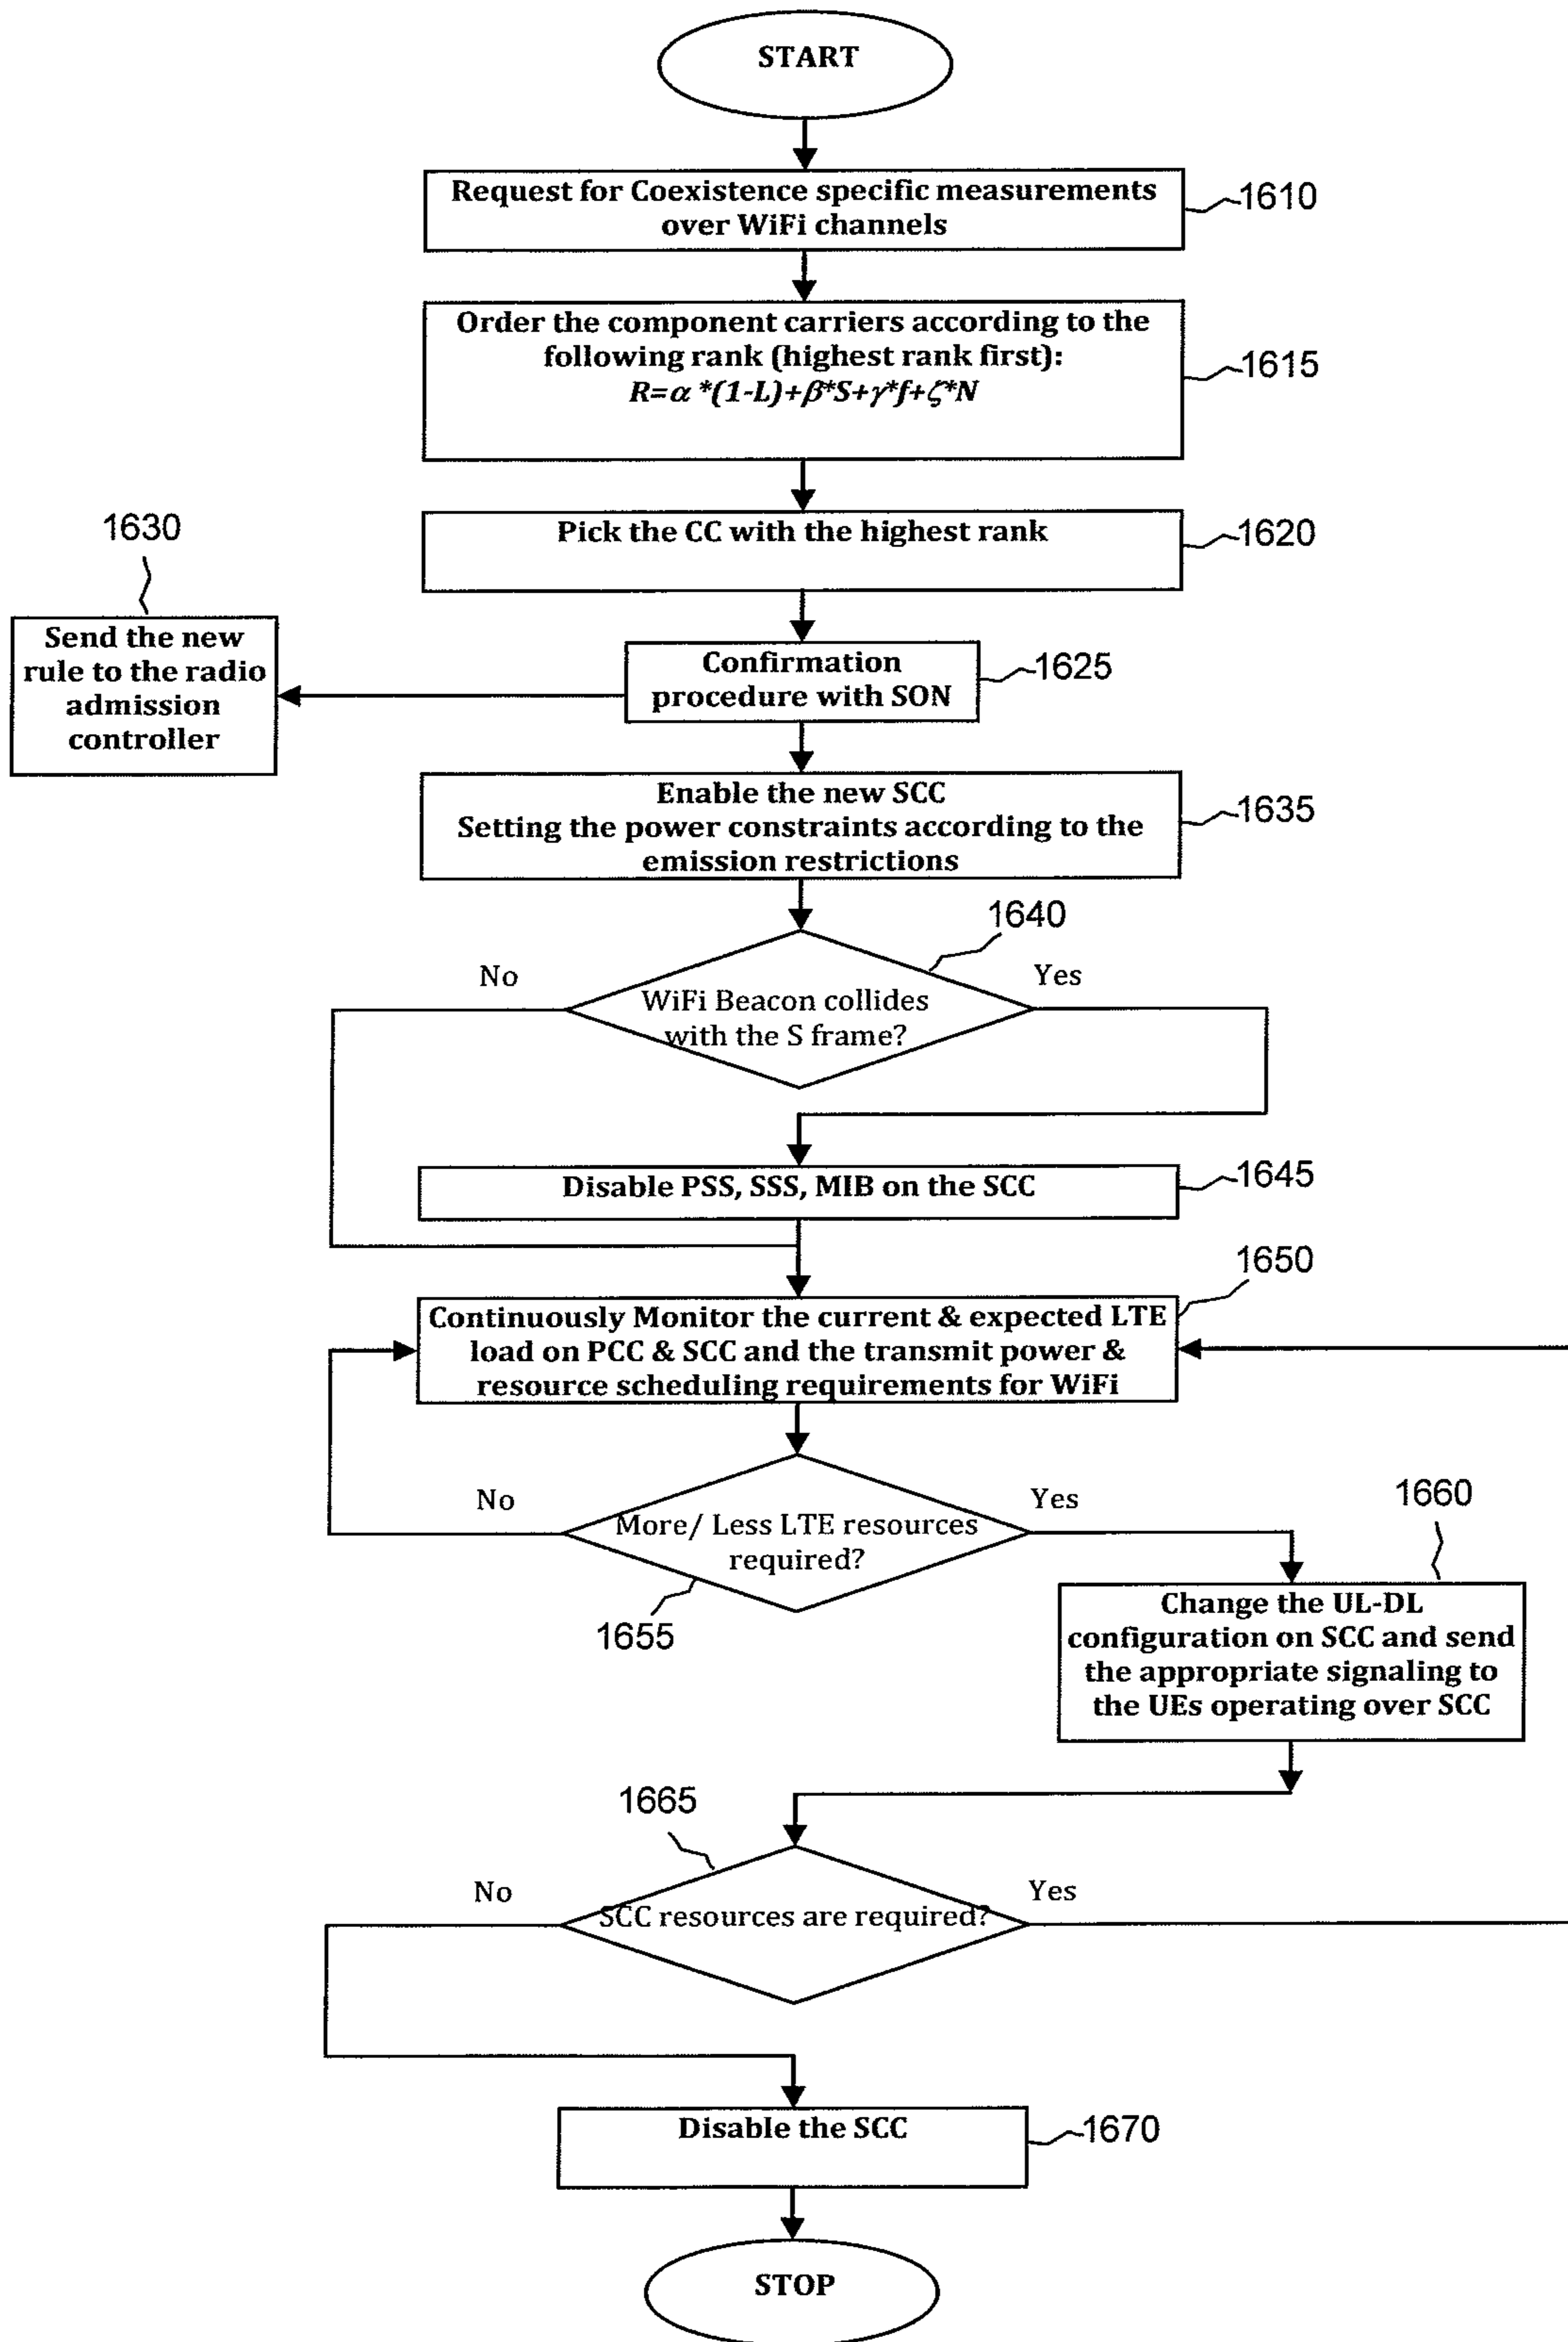 START
Request for Coexistence specific measurements
over WiFi channels
1610
Order the component carriers according to the
following rank (highest rank first):
R=α *(1-L)+β*S+γ*f+ζ*N
1615
1630
Pick the CC with the highest rank
1620
Send the new
rule to the radio
admission
controller
Confirmation
procedure with SON
1625
Enable the new SCC
Setting the power constraints according to the
emission restrictions
1635
1640
No
Yes
WiFi Beacon collides
with the S frame?
Disable PSS, SSS, MIB on the SCC
1645
1650
Continuously Monitor the current & expected LTE
load on PCC & SCC and the transmit power &
resource scheduling requirements for WiFi
No
Yes
1660
More/ Less LTE resources
required?
1655
Change the UL-DL
configuration on SCC and send
the appropriate signaling to
the UEs operating over SCC
1665
No
Yes
SCC resources are required?
Disable the SCC
1670
STOP